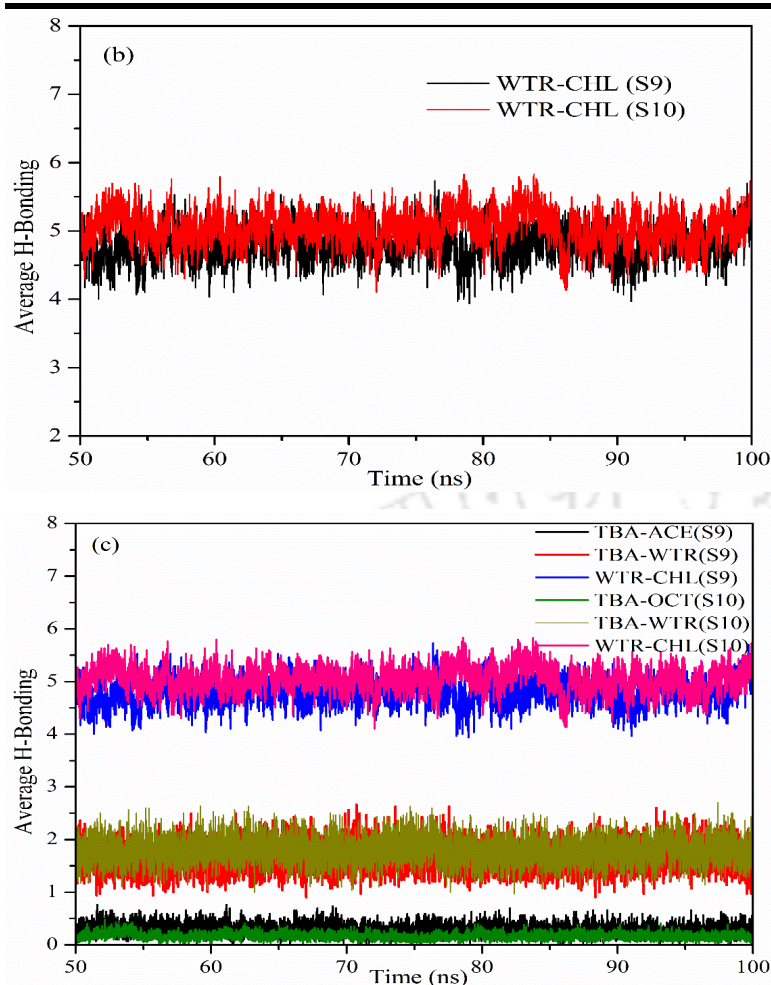 (b)
WTR-CHL (S9)
WTR-CHL (S10)
8
7
6
5
4
3
2
Average H-Bonding
50 60 70 80 90 100
Time (ns)
(c)
TBA-ACE(S9)
TBA-WTR(S9)
WTR-CHL(S9)
TBA-OCT(S10)
TBA-WTR(S10)
WTR-CHL(S10)
8
7
6
5
4
3
2
1
0
Average H-Bonding
50 60 70 80 90 100
Time (ns)